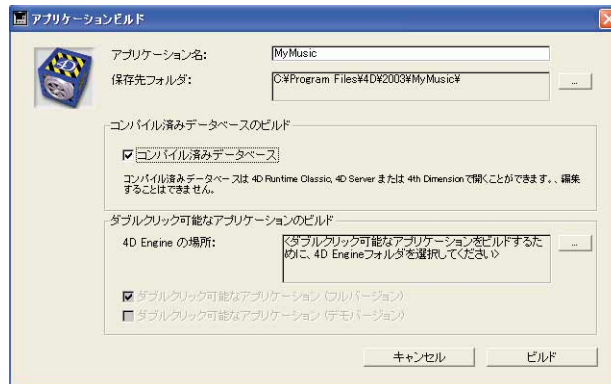 アプリケーションビルド
アプリケーション名:
MyMusic
保存先フォルダ:
C:¥Program Files¥4D¥2003¥MyMusic¥
...
コンパイル済みデータベースのビルド
コンパイル済みデータベース
コンパイル済みデータベースは 4D Runtime Classic, 4D Server または 4th Dimensionで開くことができます。、編集
することはできません。
ダブルクリック可能なアプリケーションのビルド
4D Engine の場所:
<ダブルクリック可能なアプリケーションをビルドするた
めに、4D Engineフォルダを選択してください>
...
ダブルクリック可能なアプリケーション (フルバージョン)
ダブルクリック可能なアプリケーション (デモバージョン)
キャンセル
ビルド
4D